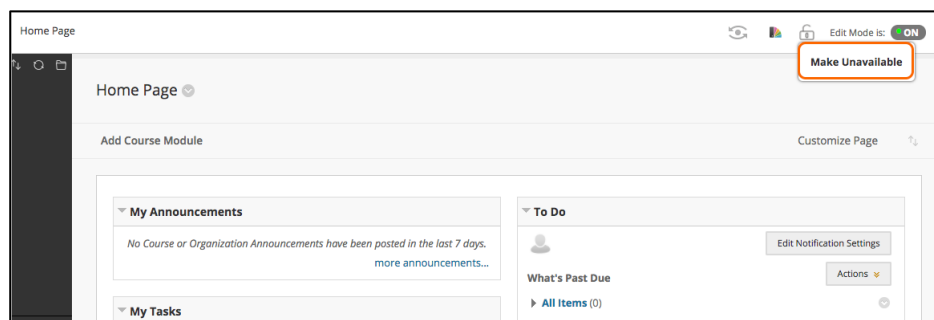 Home Page
Edit Mode is: ON
Make Unavailable
Home Page
Add Course Module
Customize Page
My Announcements
No Course or Organization Announcements have been posted in the last 7 days.
more announcements...
My Tasks
To Do
Edit Notification Settings
What's Past Due
Actions
All Items (0)